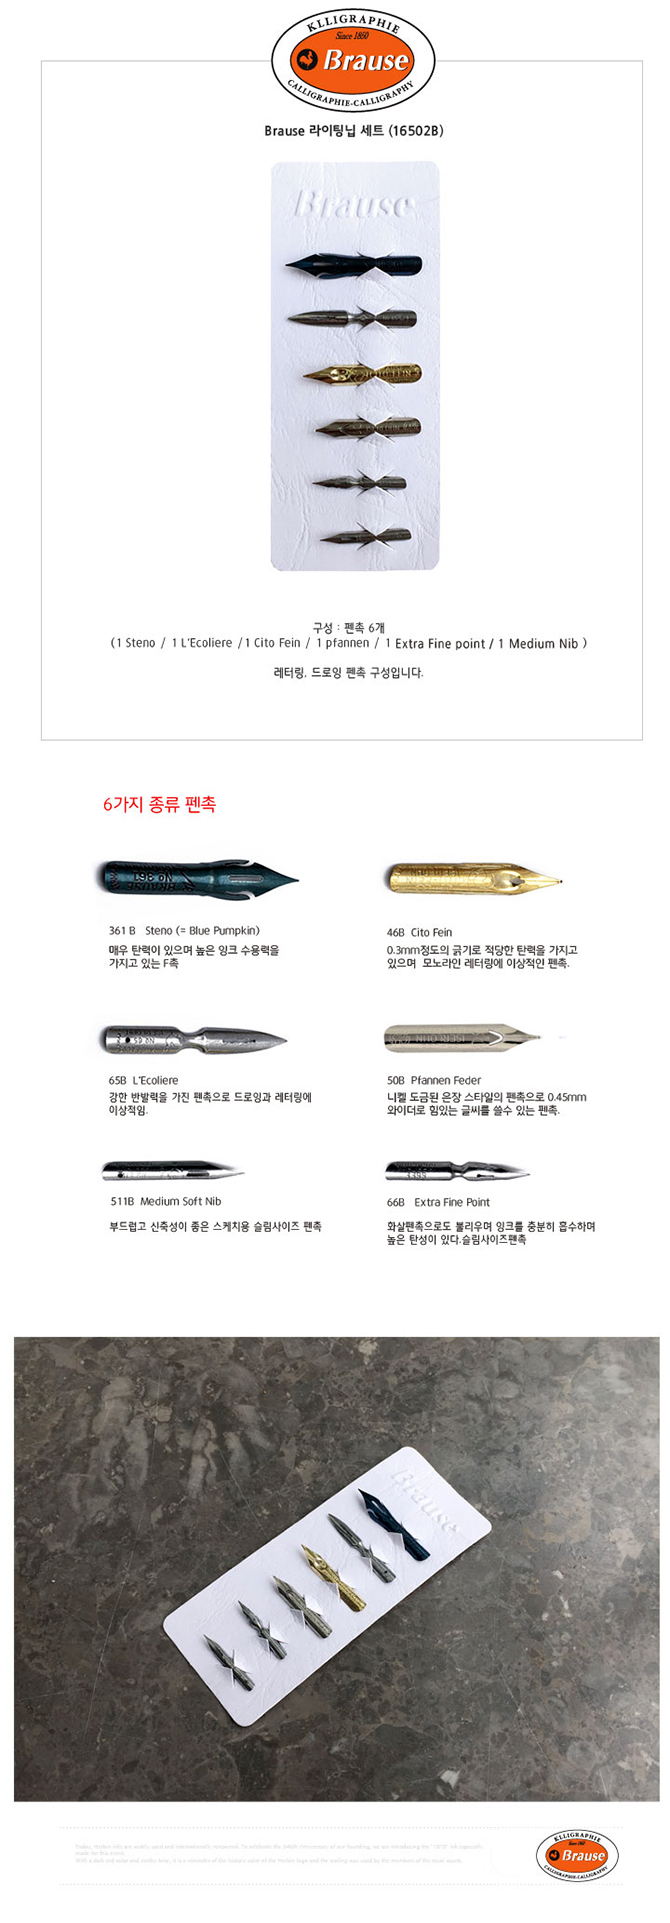 KLLIGRAPHIE
Since 1850
Brause
CALLIGRAPHIE-CALLIGRAPHY
Brause 라이팅닙 세트 (16502B)
Brause
구성 : 펜촉 6개
(1 Steno / 1 L'Ecoliere /1 Cito Fein / 1 pfannen / 1 Extra Fine point / 1 Medium Nib )
레터링, 드로잉 펜촉 구성입니다.
6가지 종류 펜촉
BRAUSE
No 361
361 B Steno (= Blue Pumpkin)
매우 탄력이 있으며 높은 잉크 수용력을
가지고 있는 F촉
46B Cito Fein
0.3mm정도의 굵기로 적당한 탄력을 가지고
있으며 모노라인 레터링에 이상적인 펜촉.
65B L'Ecoliere
강한 반발력을 가진 펜촉으로 드로잉과 레터링에
이상적임.
50B Pfannen Feder
니켈 도금된 은장 스타일의 펜촉으로 0.45mm
와이더로 힘있는 글씨를 쓸수 있는 펜촉.
511B Medium Soft Nib
부드럽고 신축성이 좋은 스케치용 슬림사이즈 펜촉
66B Extra Fine Point
화살펜촉으로도 불리우며 잉크를 충분히 흡수하며
높은 탄성이 있다.슬림사이즈펜촉
Brause
KLLIGRAPHIE
Brause
CALLIGRAPHIE-CALLIGRAPHY